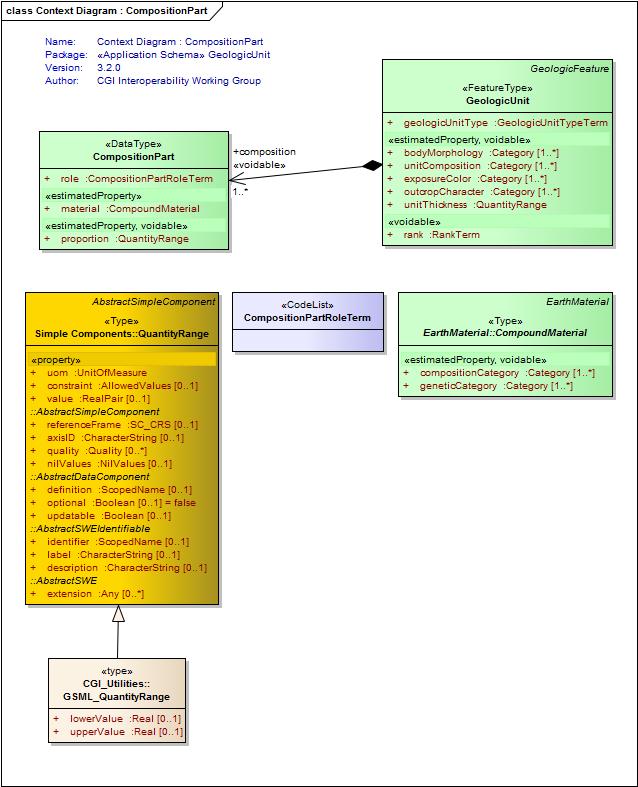 class Context Diagram : CompositionPart
Name: Context Diagram : CompositionPart
Package: «Application Schema» GeologicUnit
Version: 3.2.0
Author: CGI Interoperability Working Group
GeologicFeature
«FeatureType»
GeologicUnit
+ geologicUnitType :GeologicUnitTypeTerm
«estimatedProperty, voidable»
+ bodyMorphology :Category [1..*]
+ unitComposition :Category [1..*]
+ exposureColor :Category [1..*]
+ outcropCharacter :Category [1..*]
+ unitThickness :QuantityRange
«voidable»
+ rank :RankTerm
+composition
«voidable»
1..*
«DataType»
CompositionPart
+ role :CompositionPartRoleTerm
«estimatedProperty»
+ material :CompoundMaterial
«estimatedProperty, voidable»
+ proportion :QuantityRange
AbstractSimpleComponent
«Type»
Simple Components::QuantityRange
«property»
+ uom :UnitOfMeasure
+ constraint :AllowedValues [0..1]
+ value :RealPair [0..1]
::AbstractSimpleComponent
+ referenceFrame :SC_CRS [0..1]
+ axisID :CharacterString [0..1]
+ quality :Quality [0..*]
+ nilValues :NilValues [0..1]
::AbstractDataComponent
+ definition :ScopedName [0..1]
+ optional :Boolean [0..1] = false
+ updatable :Boolean [0..1]
::AbstractSWEIdentifiable
+ identifier :ScopedName [0..1]
+ label :CharacterString [0..1]
+ description :CharacterString [0..1]
::AbstractSWE
+ extension :Any [0..*]
«CodeList»
CompositionPartRoleTerm
EarthMaterial
«Type»
EarthMaterial::CompoundMaterial
«estimatedProperty, voidable»
+ compositionCategory :Category [1..*]
+ geneticCategory :Category [1..*]
«type»
CGI_Utilities::
GSML_QuantityRange
+ lowerValue :Real [0..1]
+ upperValue :Real [0..1]